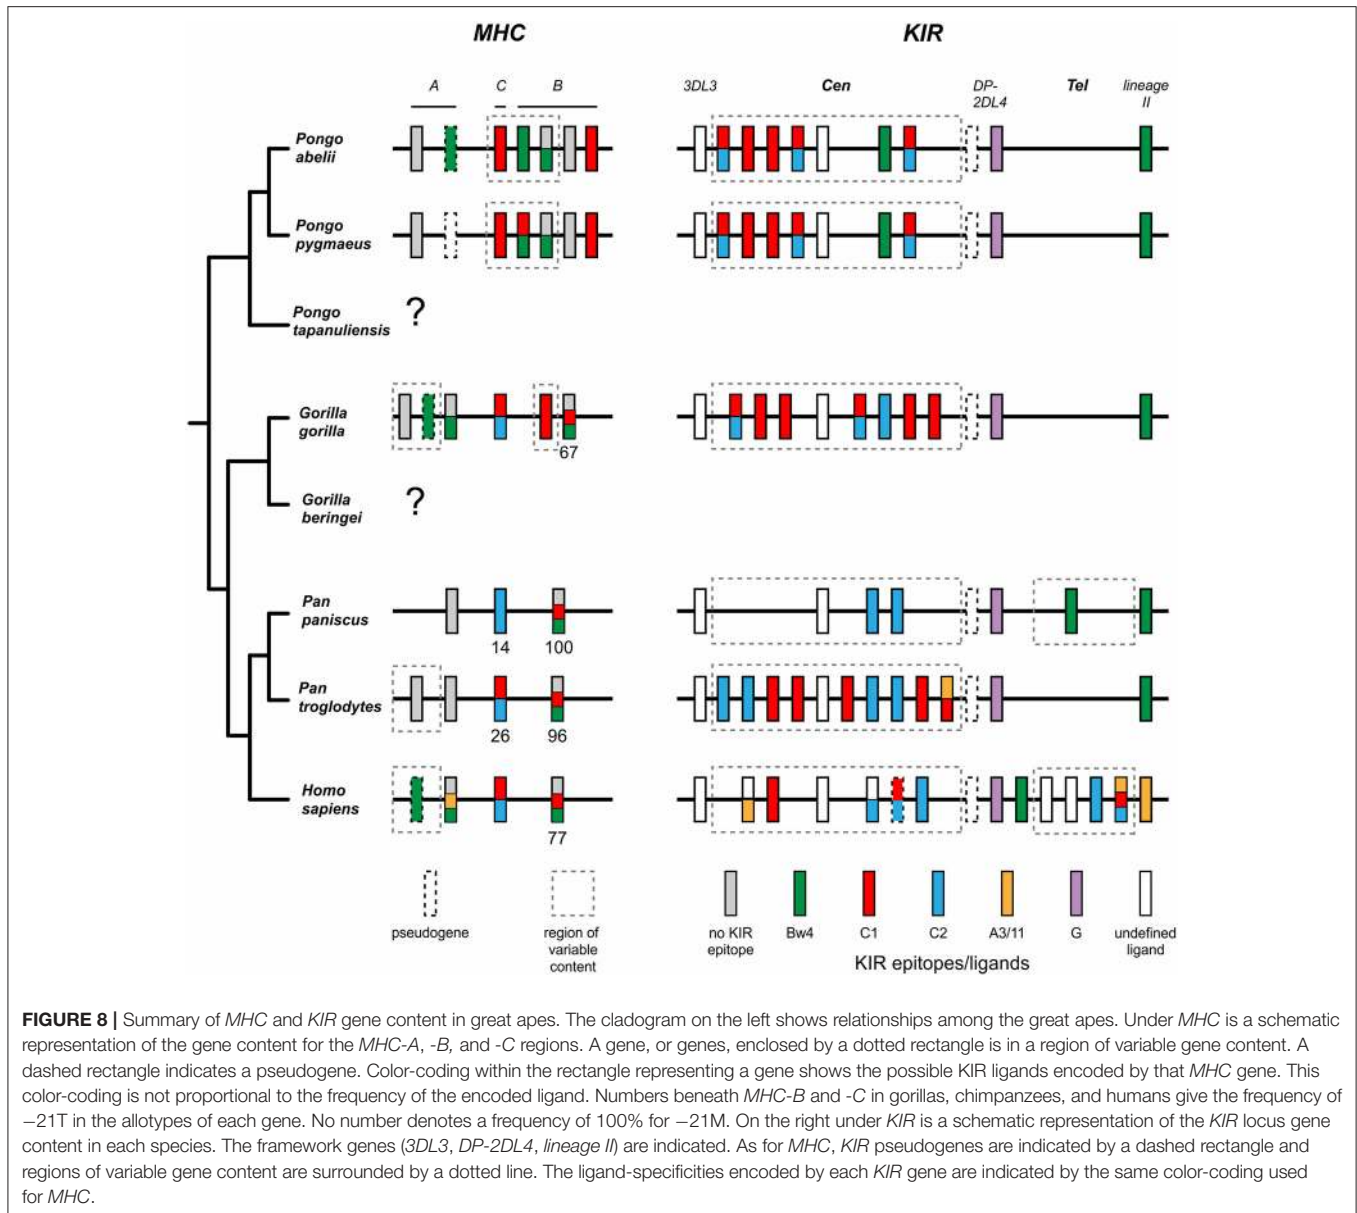 MHC
KIR
A
C
B
3DL3
Cen
DP-
2DL4
Tel
lineage
II
Pongo
abelii
Pongo
pygmaeus
Pongo
tapanuliensis
?
Gorilla
gorilla
67
Gorilla
beringei
?
Pan
paniscus
14
100
Pan
troglodytes
26
96
Homo
sapiens
77
pseudogene
region of
variable
content
no KIR
epitope
Bw4
C1
C2
A3/11
G
undefined
ligand
KIR epitopes/ligands
FIGURE 8 | Summary of MHC and KIR gene content in great apes. The cladogram on the left shows relationships among the great apes. Under MHC is a schematic
representation of the gene content for the MHC-A, -B, and -C regions. A gene, or genes, enclosed by a dotted rectangle is in a region of variable gene content. A
dashed rectangle indicates a pseudogene. Color-coding within the rectangle representing a gene shows the possible KIR ligands encoded by that MHC gene. This
color-coding is not proportional to the frequency of the encoded ligand. Numbers beneath MHC-B and -C in gorillas, chimpanzees, and humans give the frequency of
−21T in the allotypes of each gene. No number denotes a frequency of 100% for −21M. On the right under KIR is a schematic representation of the KIR locus gene
content in each species. The framework genes (3DL3, DP-2DL4, lineage II) are indicated. As for MHC, KIR pseudogenes are indicated by a dashed rectangle and
regions of variable gene content are surrounded by a dotted line. The ligand-specificities encoded by each KIR gene are indicated by the same color-coding used
for MHC.